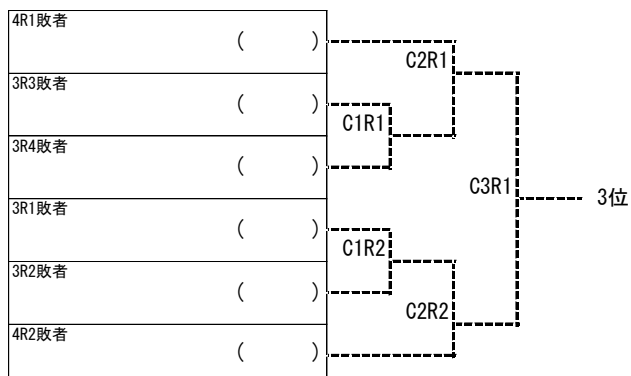 4R1敗者
(　　　)
3R3敗者
(　　　)
3R4敗者
(　　　)
3R1敗者
(　　　)
3R2敗者
(　　　)
4R2敗者
(　　　)
C2R1
C1R1
C3R1
3位
C1R2
C2R2